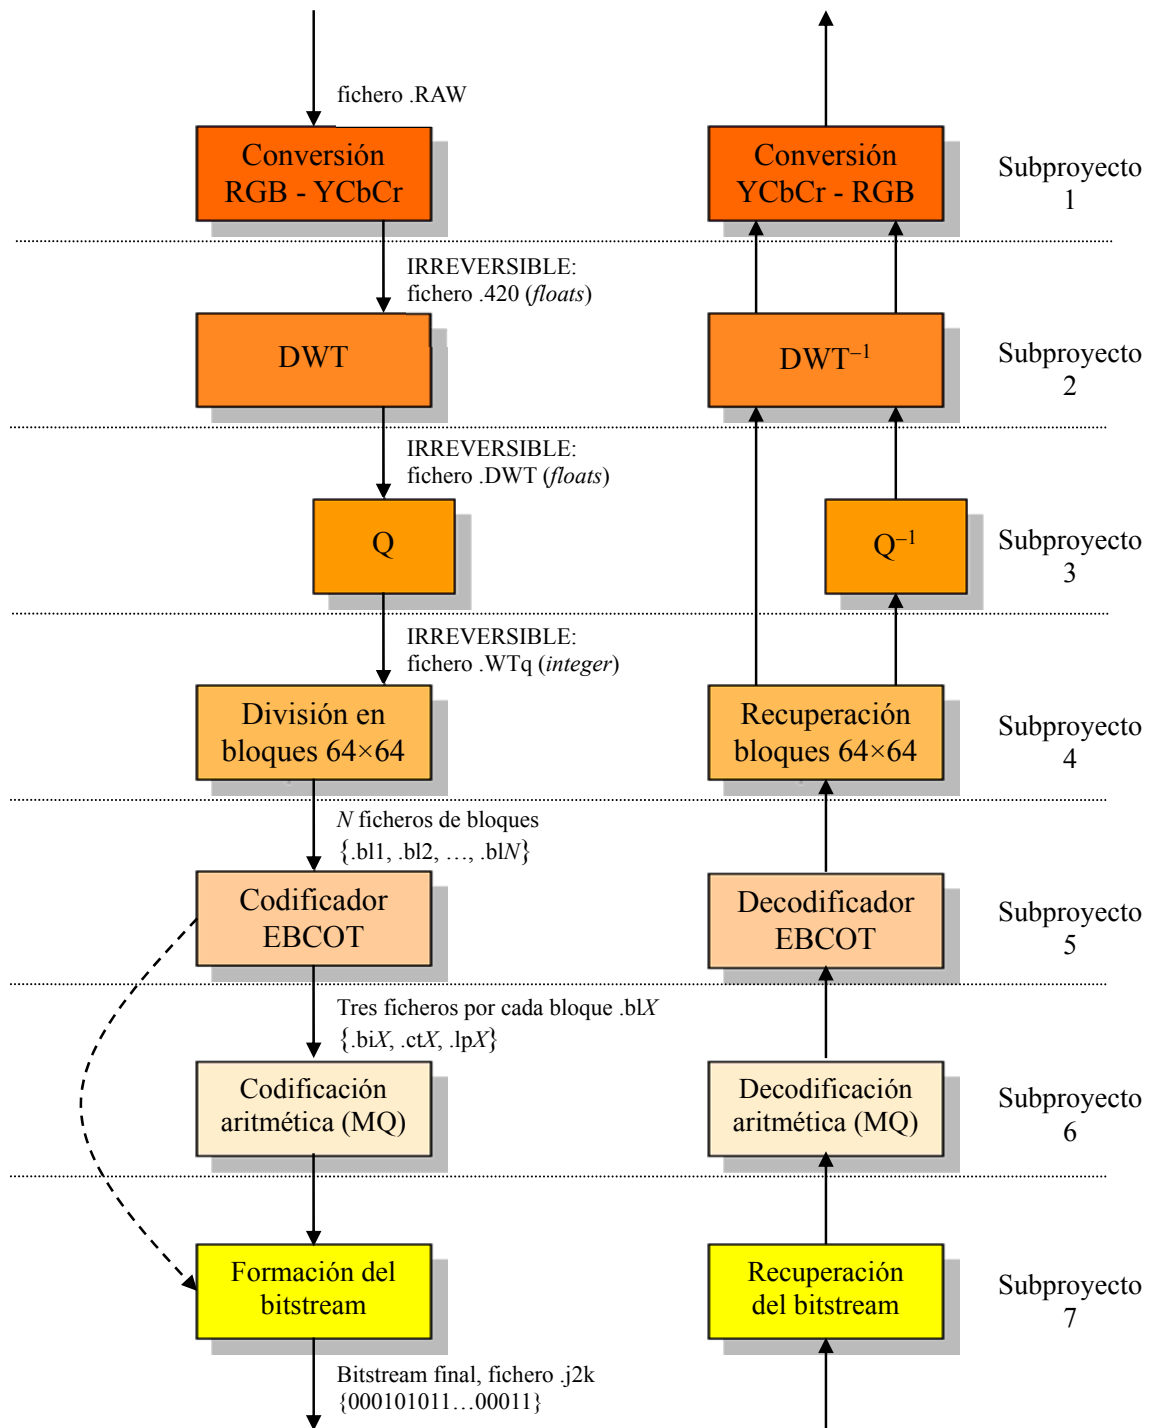 fichero .RAW
Conversión
RGB - YCbCr
Conversión
YCbCr - RGB
Subproyecto
1
IRREVERSIBLE:
fichero .420 (floats)
DWT
DWT⁻¹
Subproyecto
2
IRREVERSIBLE:
fichero .DWT (floats)
Q
Q⁻¹
Subproyecto
3
IRREVERSIBLE:
fichero .WTq (integer)
División en
bloques 64×64
Recuperación
bloques 64×64
Subproyecto
4
N ficheros de bloques
{.bl1, .bl2, …, .blN}
Codificador
EBCOT
Decodificador
EBCOT
Subproyecto
5
Tres ficheros por cada bloque .blX
{.biX, .ctX, .lpX}
Codificación
aritmética (MQ)
Decodificación
aritmética (MQ)
Subproyecto
6
Formación del
bitstream
Recuperación
del bitstream
Subproyecto
7
Bitstream final, fichero .j2k
{000101011…00011}